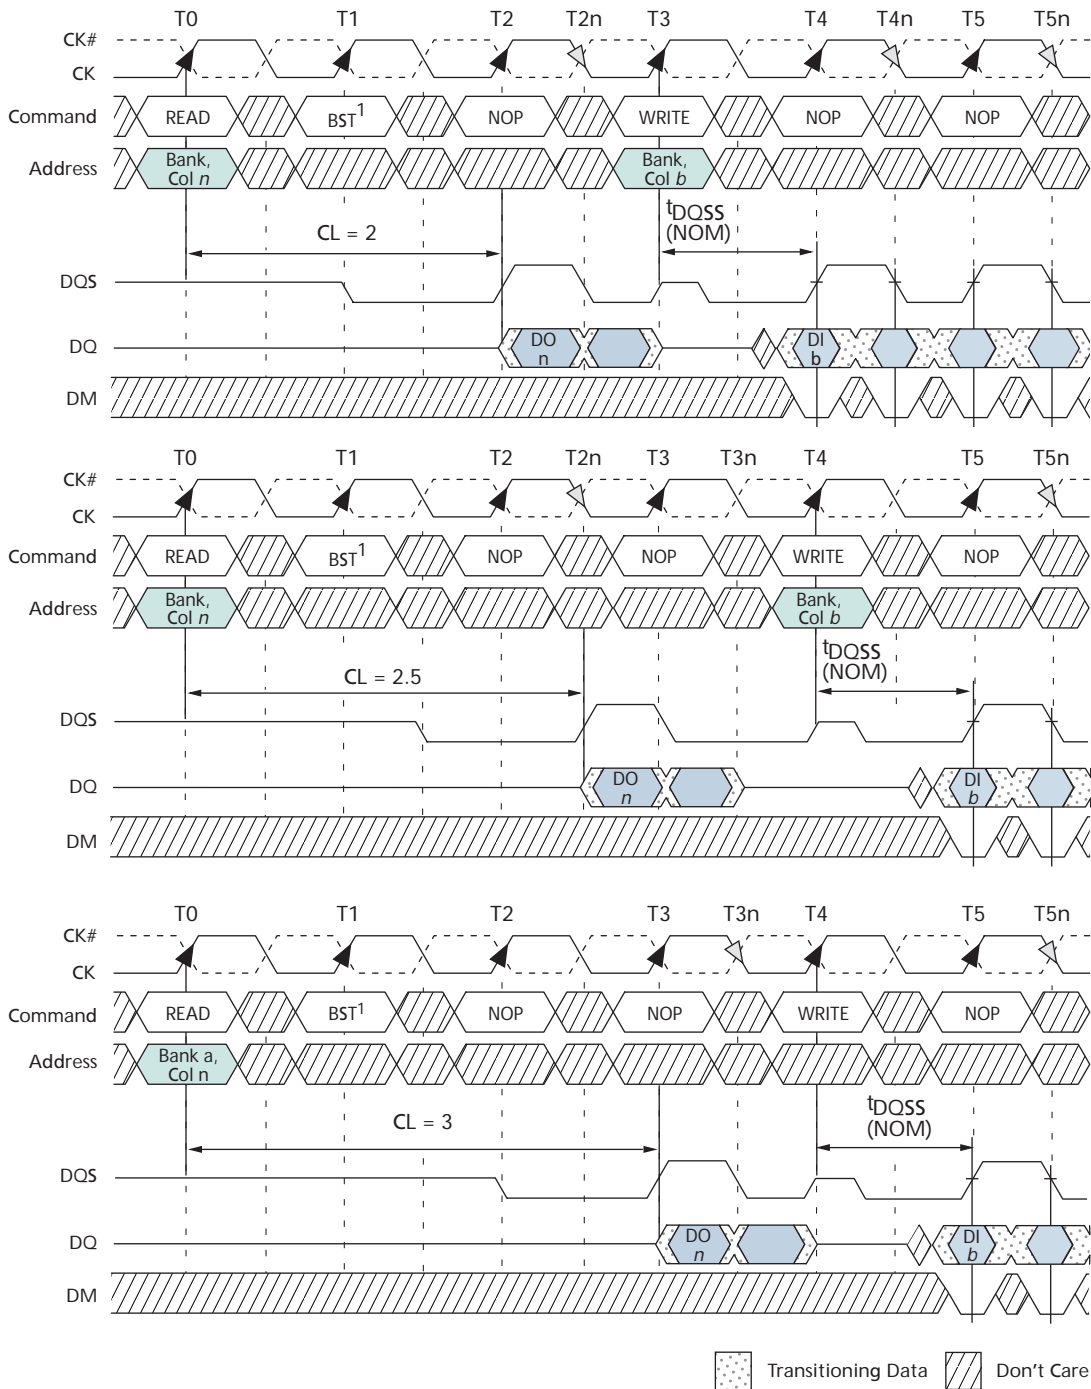 T0 T1 T2 T2n T3 T4 T4n T5 T5n
CK#
CK
Command READ BST1 NOP WRITE NOP NOP
Address Bank, Col n Bank, Col b
CL = 2 tDQSS (NOM)
DQS
DQ DO n DI b
DM
T0 T1 T2 T2n T3 T3n T4 T5 T5n
CK#
CK
Command READ BST1 NOP NOP WRITE NOP
Address Bank, Col n Bank, Col b
CL = 2.5 tDQSS (NOM)
DQS
DQ DO n DI b
DM
T0 T1 T2 T3 T3n T4 T5 T5n
CK#
CK
Command READ BST1 NOP NOP WRITE NOP
Address Bank a, Col n
CL = 3 tDQSS (NOM)
DQS
DQ DO n DI b
DM
Transitioning Data Don't Care